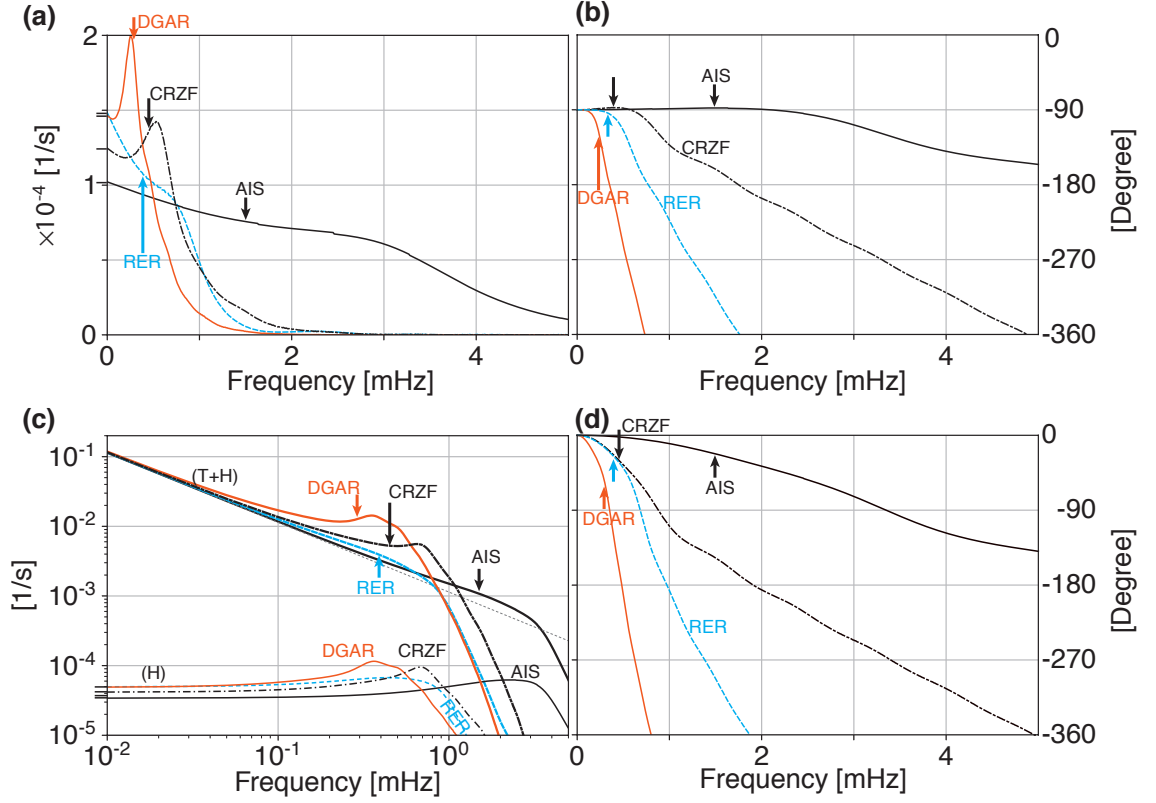 (a)
DGAR
CRZF
AIS
RER
2
1
0
×10⁻⁴ [1/s]
0
2
4
Frequency [mHz]
(b)
AIS
CRZF
DGAR
RER
0
-90
-180
-270
-360
[Degree]
0
2
4
Frequency [mHz]
(c)
(T+H)
DGAR
CRZF
AIS
RER
(H)
DGAR
CRZF
AIS
RER
10⁻¹
10⁻²
10⁻³
10⁻⁴
10⁻⁵
[1/s]
10⁻²
10⁻¹
10⁰
Frequency [mHz]
(d)
CRZF
AIS
DGAR
RER
0
-90
-180
-270
-360
[Degree]
0
2
4
Frequency [mHz]